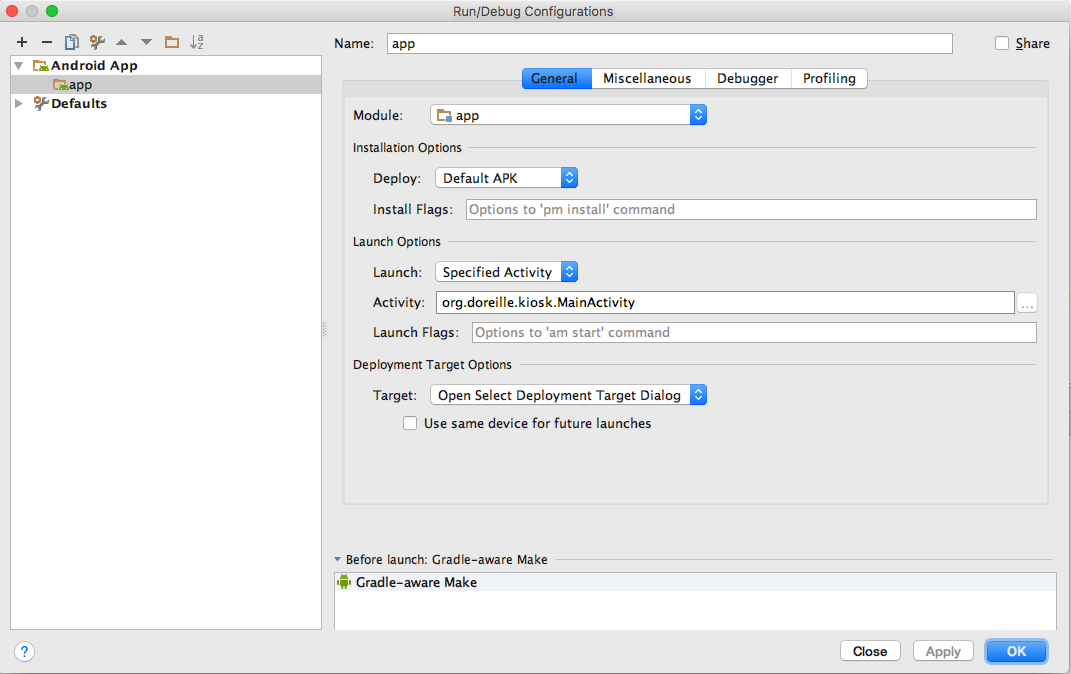 Run/Debug Configurations
Name: app Share
Android App
app
Defaults
General Miscellaneous Debugger Profiling
Module: app
Installation Options
Deploy: Default APK
Install Flags: Options to 'pm install' command
Launch Options
Launch: Specified Activity
Activity: org.doreille.kiosk.MainActivity ...
Launch Flags: Options to 'am start' command
Deployment Target Options
Target: Open Select Deployment Target Dialog
Use same device for future launches
Before launch: Gradle-aware Make
Gradle-aware Make
? Close Apply OK